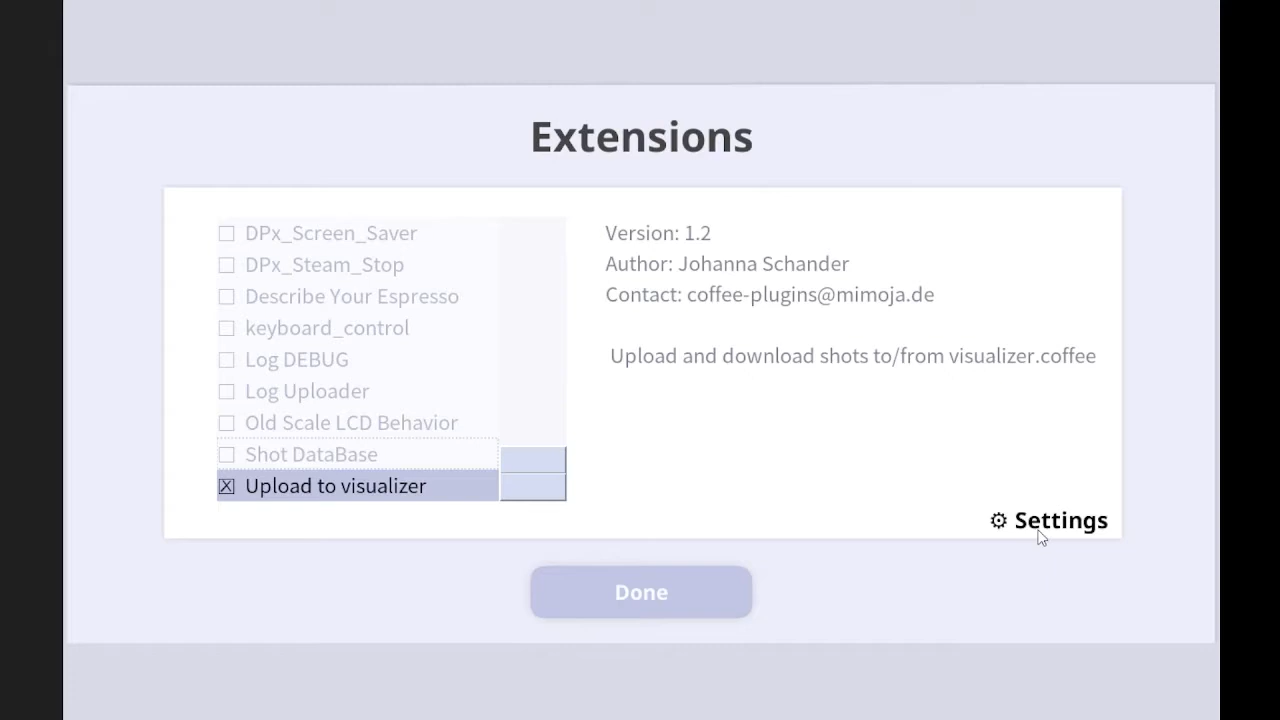 Extensions
☐ DPx_Screen_Saver
☐ DPx_Steam_Stop
☐ Describe Your Espresso
☐ keyboard_control
☐ Log DEBUG
☐ Log Uploader
☐ Old Scale LCD Behavior
☐ Shot DataBase
☒ Upload to visualizer
Version: 1.2
Author: Johanna Schander
Contact: coffee-plugins@mimoja.de
Upload and download shots to/from visualizer.coffee
⚙ Settings
Done